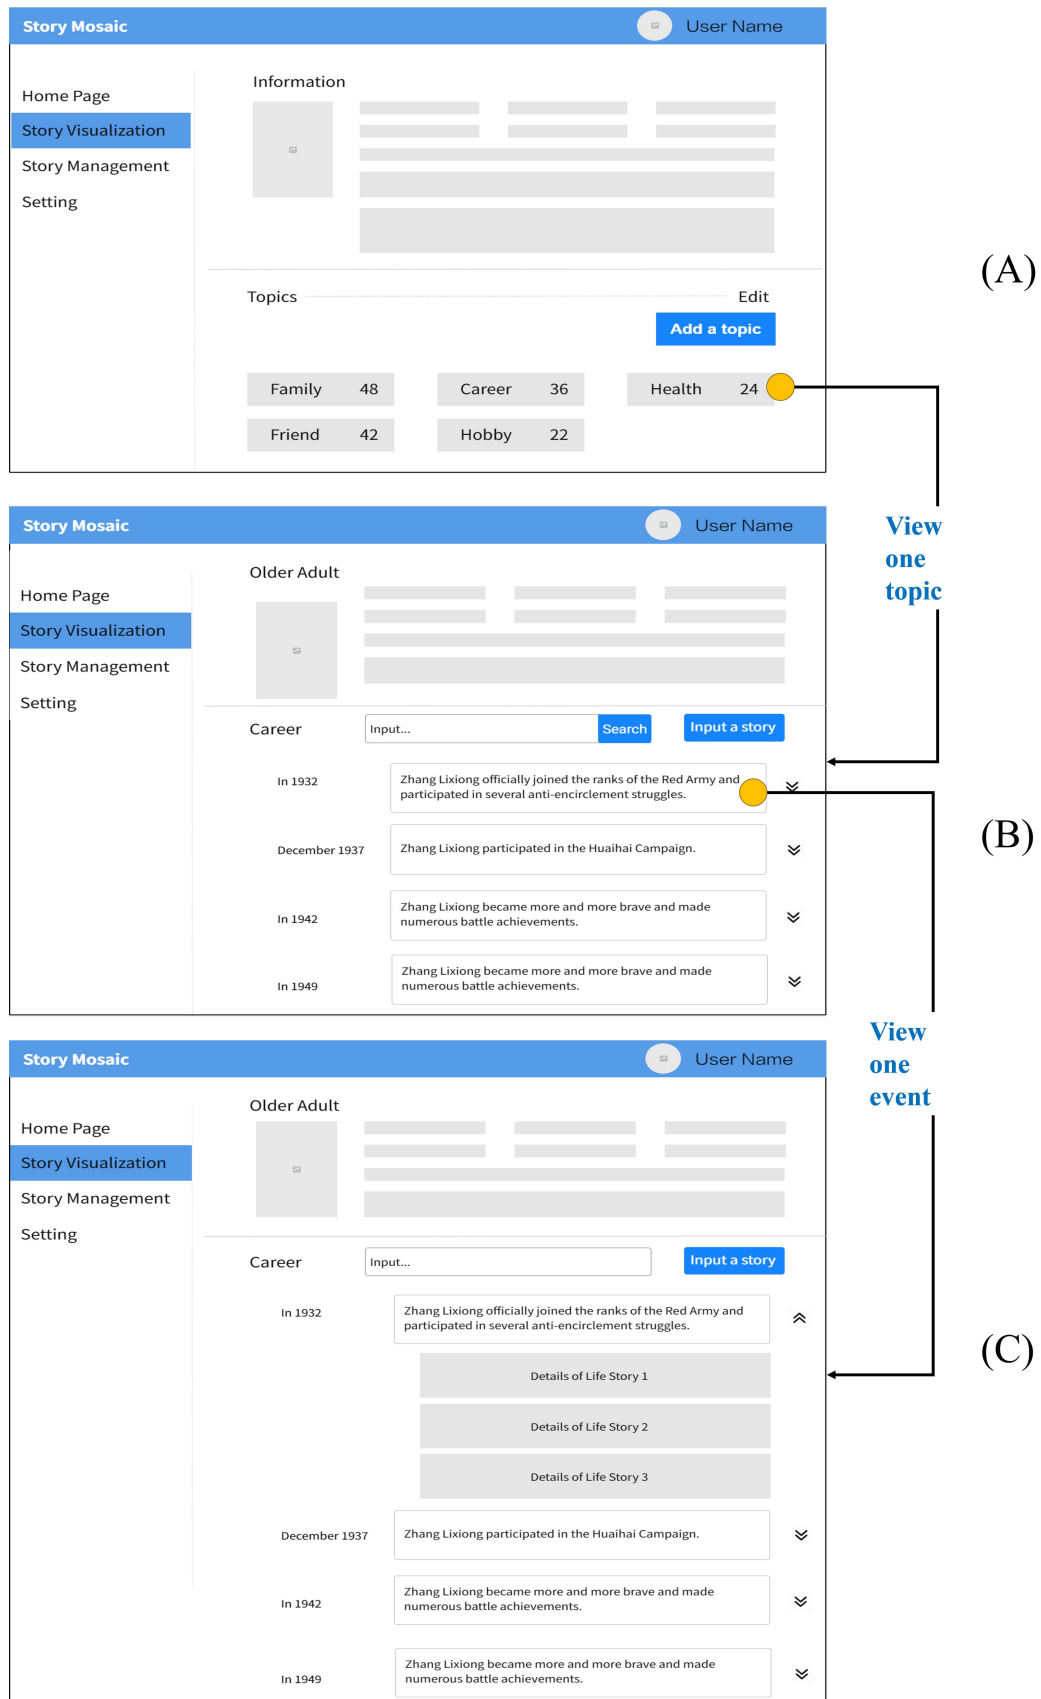 Story Mosaic
User Name
Home Page
Story Visualization
Story Management
Setting
Information
Topics
Edit
Add a topic
Family 48
Career 36
Health 24
Friend 42
Hobby 22
(A)
View
one
topic
Story Mosaic
User Name
Home Page
Story Visualization
Story Management
Setting
Older Adult
Career
Input...
Search
Input a story
In 1932
Zhang Lixiong officially joined the ranks of the Red Army and
participated in several anti-encirclement struggles.
December 1937
Zhang Lixiong participated in the Huaihai Campaign.
In 1942
Zhang Lixiong became more and more brave and made
numerous battle achievements.
In 1949
Zhang Lixiong became more and more brave and made
numerous battle achievements.
(B)
View
one
event
Story Mosaic
User Name
Home Page
Story Visualization
Story Management
Setting
Older Adult
Career
Input...
Input a story
In 1932
Zhang Lixiong officially joined the ranks of the Red Army and
participated in several anti-encirclement struggles.
Details of Life Story 1
Details of Life Story 2
Details of Life Story 3
December 1937
Zhang Lixiong participated in the Huaihai Campaign.
In 1942
Zhang Lixiong became more and more brave and made
numerous battle achievements.
In 1949
Zhang Lixiong became more and more brave and made
numerous battle achievements.
(C)